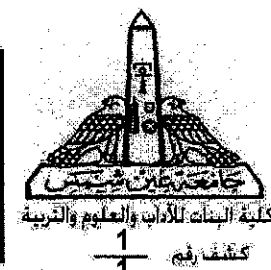 جامعة عين شمس
كلية البنات للآداب والعلوم والتربية
1
كشف رقم
1